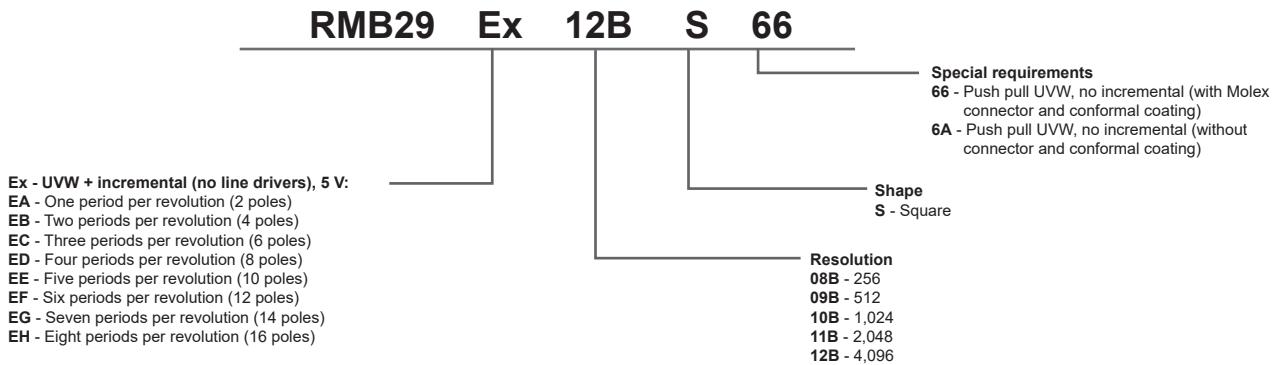 RMB29 Ex 12B S 66
Special requirements
66 - Push pull UVW, no incremental (with Molex
connector and conformal coating)
6A - Push pull UVW, no incremental (without
connector and conformal coating)
Ex - UVW + incremental (no line drivers), 5 V:
EA - One period per revolution (2 poles)
EB - Two periods per revolution (4 poles)
EC - Three periods per revolution (6 poles)
ED - Four periods per revolution (8 poles)
EE - Five periods per revolution (10 poles)
EF - Six periods per revolution (12 poles)
EG - Seven periods per revolution (14 poles)
EH - Eight periods per revolution (16 poles)
Shape
S - Square
Resolution
08B - 256
09B - 512
10B - 1,024
11B - 2,048
12B - 4,096